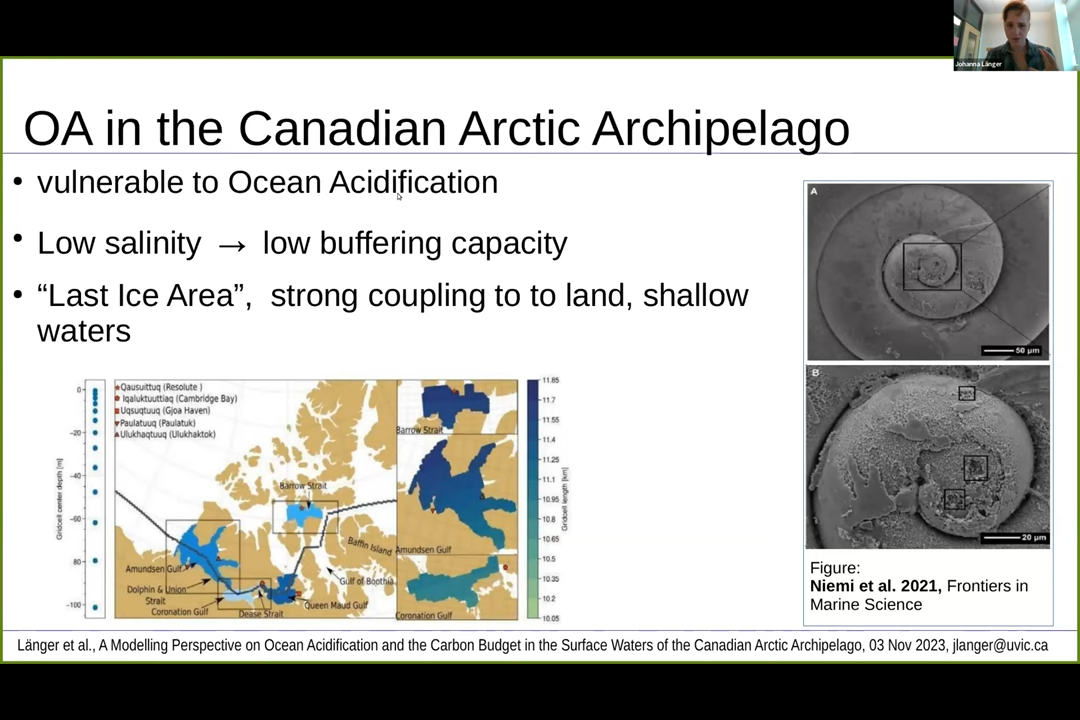 Johanna Länger
OA in the Canadian Arctic Archipelago
• vulnerable to Ocean Acidification
• Low salinity → low buffering capacity
• “Last Ice Area”, strong coupling to to land, shallow
waters
A
50 µm
B
20 µm
Figure:
Niemi et al. 2021, Frontiers in
Marine Science
Gridcell center depth [m]
0
−20
−40
−60
−80
−100
Qausuittuq (Resolute )
Iqaluktuuttiaq (Cambridge Bay)
Uqsuqtuuq (Gjoa Haven)
Paulatuuq (Paulatuk)
Ulukhaqtuuq (Ulukhaktok)
Barrow Strait
Baffin Island
Amundsen Gulf
Gulf of Boothia
Dolphin & Union
Strait
Coronation Gulf
Dease Strait
Queen Maud Gulf
Barrow Strait
Amundsen Gulf
Coronation Gulf
11.85
11.7
11.55
11.4
11.25
11.1
10.95
10.8
10.65
10.5
10.35
10.2
10.05
Gridcell length [km]
Länger et al., A Modelling Perspective on Ocean Acidification and the Carbon Budget in the Surface Waters of the Canadian Arctic Archipelago, 03 Nov 2023, jlanger@uvic.ca